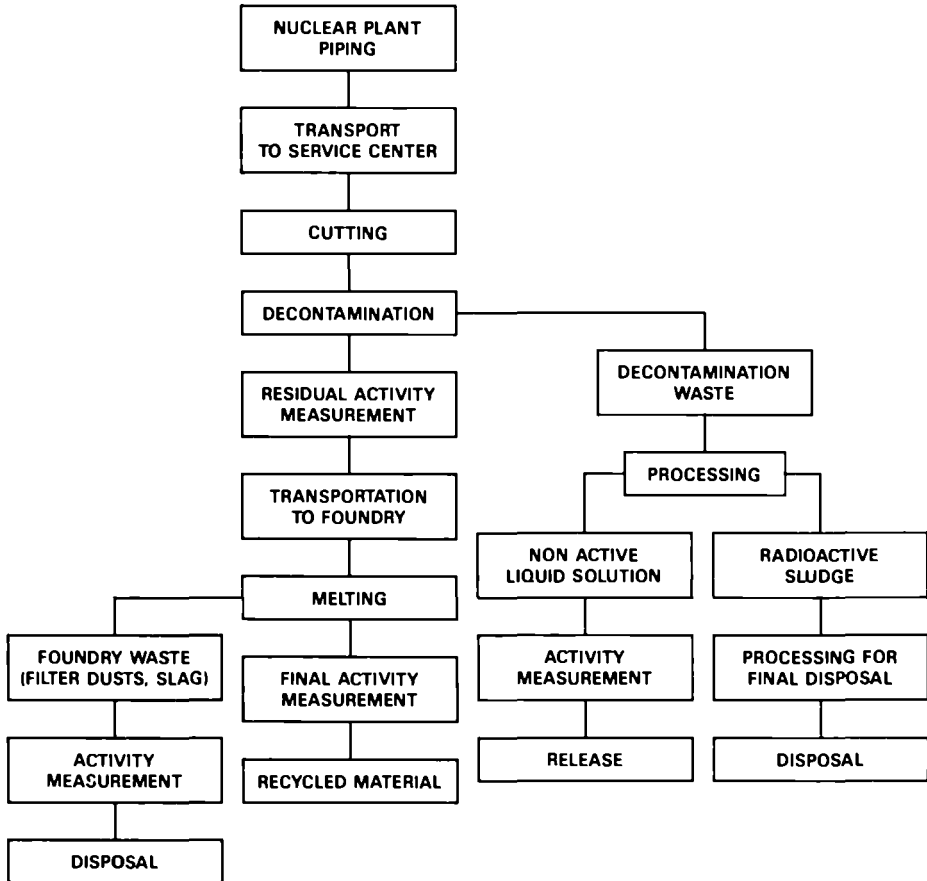 NUCLEAR PLANT
PIPING
TRANSPORT
TO SERVICE CENTER
CUTTING
DECONTAMINATION
RESIDUAL ACTIVITY
MEASUREMENT
DECONTAMINATION
WASTE
PROCESSING
TRANSPORTATION
TO FOUNDRY
NON ACTIVE
LIQUID SOLUTION
RADIOACTIVE
SLUDGE
MELTING
FOUNDRY WASTE
(FILTER DUSTS, SLAG)
FINAL ACTIVITY
MEASUREMENT
ACTIVITY
MEASUREMENT
PROCESSING FOR
FINAL DISPOSAL
ACTIVITY
MEASUREMENT
RECYCLED MATERIAL
RELEASE
DISPOSAL
DISPOSAL